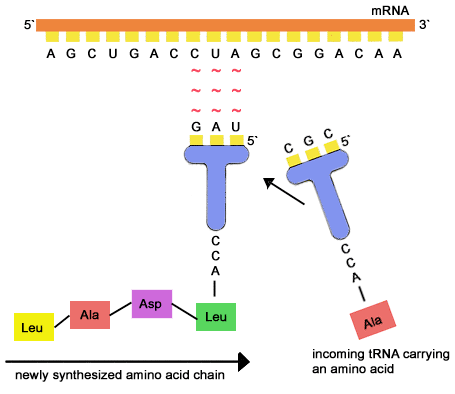 mRNA
5` 3`
A G C U G A C C U A G C G G A C A A
~ ~ ~
~ ~ ~
~ ~ ~
G A U 5`
C G C 5`
C
C
A
C
C
A
Leu Ala Asp Leu
Ala
newly synthesized amino acid chain
incoming tRNA carrying
an amino acid